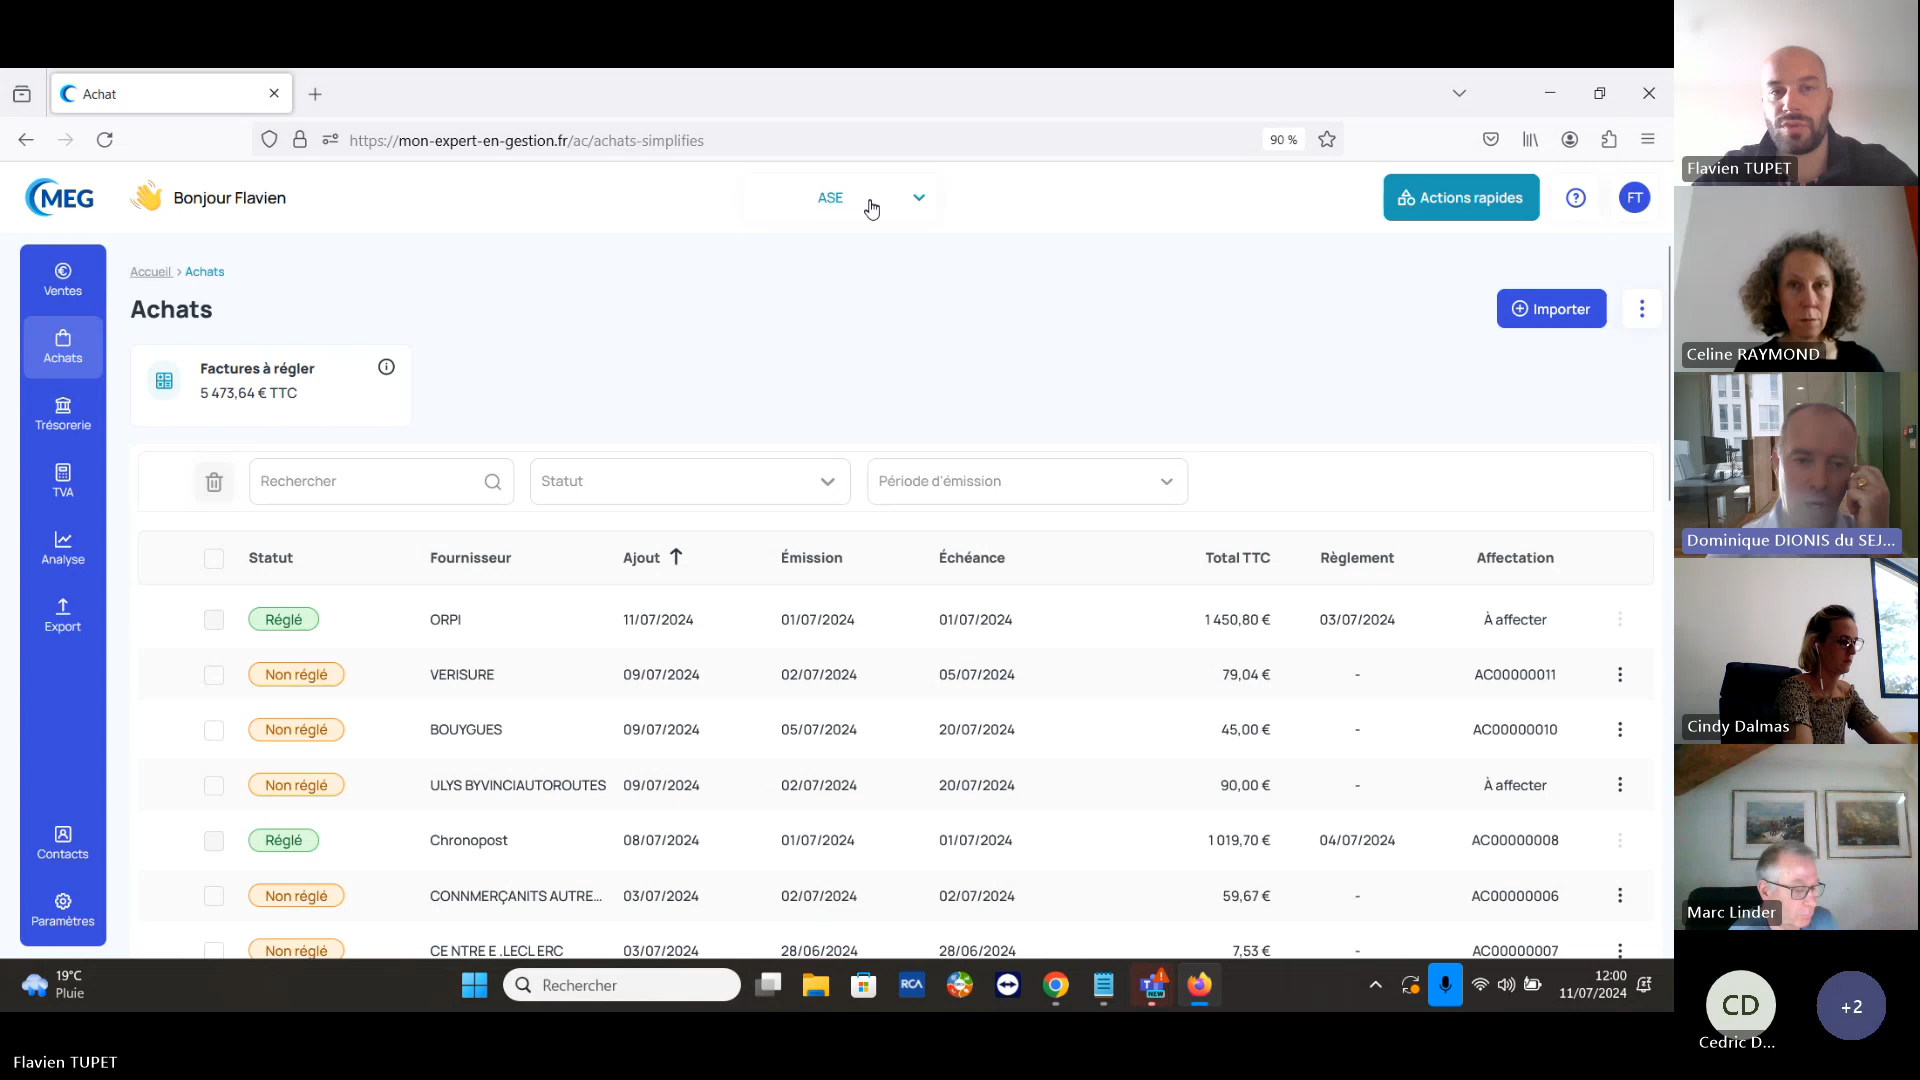 Achat
https://mon-expert-en-gestion.fr/ac/achats-simplifies
90 %
MEG
Bonjour Flavien
ASE
Actions rapides
FT
Ventes
Achats
Trésorerie
TVA
Analyse
Export
Contacts
Paramètres
Accueil > Achats
Achats
Importer
Factures à régler
5 473,64 € TTC
Rechercher
Statut
Période d'émission
Statut Fournisseur Ajout Émission Échéance Total TTC Règlement Affectation
Réglé ORPI 11/07/2024 01/07/2024 01/07/2024 1 450,80 € 03/07/2024 À affecter
Non réglé VERISURE 09/07/2024 02/07/2024 05/07/2024 79,04 € - AC00000011
Non réglé BOUYGUES 09/07/2024 05/07/2024 20/07/2024 45,00 € - AC00000010
Non réglé ULYS BYVINCIAUTOROUTES 09/07/2024 02/07/2024 20/07/2024 90,00 € - À affecter
Réglé Chronopost 08/07/2024 01/07/2024 01/07/2024 1 019,70 € 04/07/2024 AC00000008
Non réglé CONNMERÇANITS AUTRE... 03/07/2024 02/07/2024 02/07/2024 59,67 € - AC00000006
Non réglé CE NTRE E .LECL ERC 03/07/2024 28/06/2024 28/06/2024 7,53 € - AC00000007
19°C
Pluie
Rechercher
RCA
NEW
12:00
11/07/2024
Flavien TUPET
Flavien TUPET
Celine RAYMOND
Dominique DIONIS du SEJ...
Cindy Dalmas
Marc Linder
CD
Cedric D...
+2